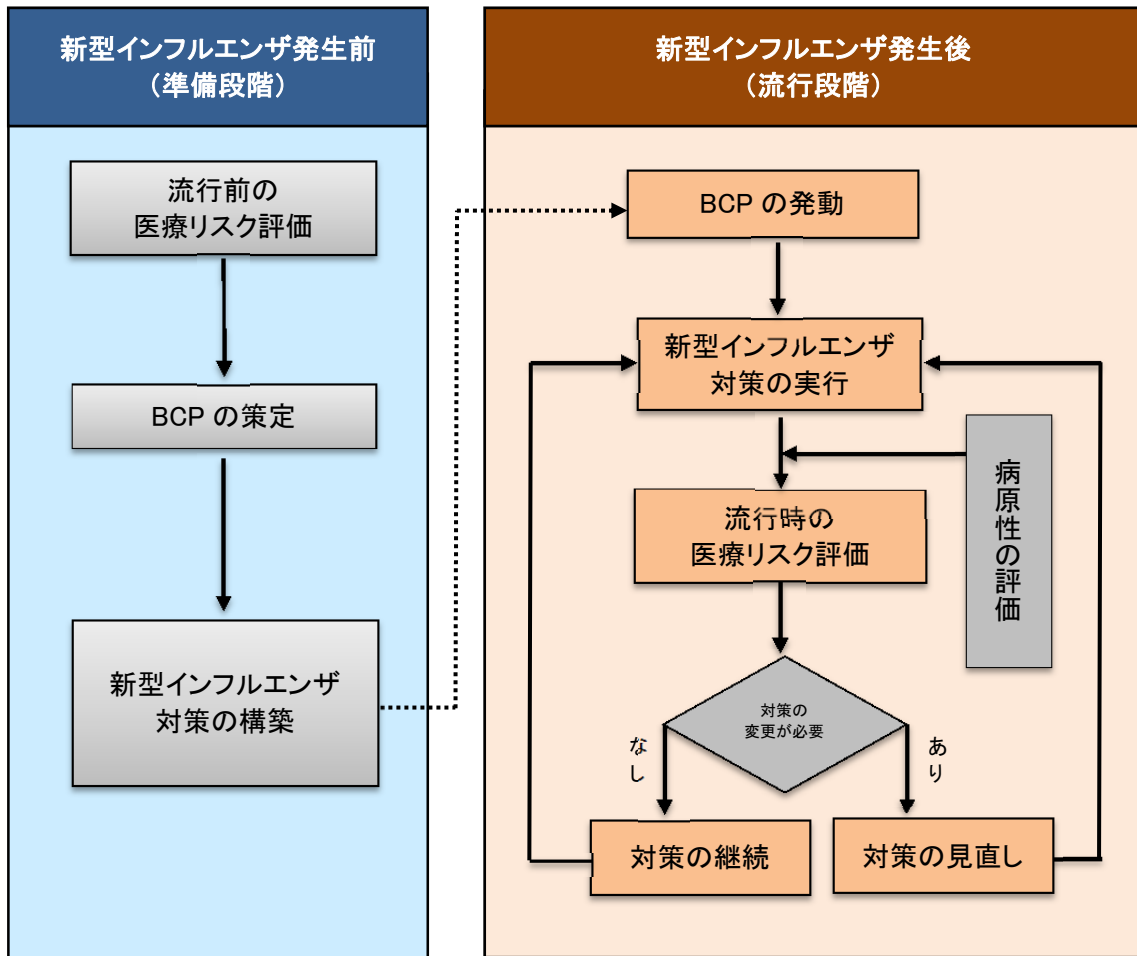 新型インフルエンザ発生前
（準備段階）
流行前の
医療リスク評価
BCP の策定
新型インフルエンザ
対策の構築
新型インフルエンザ発生後
（流行段階）
BCP の発動
新型インフルエンザ
対策の実行
病原性の評価
流行時の
医療リスク評価
対策の
変更が必要
なし
あり
対策の継続
対策の見直し